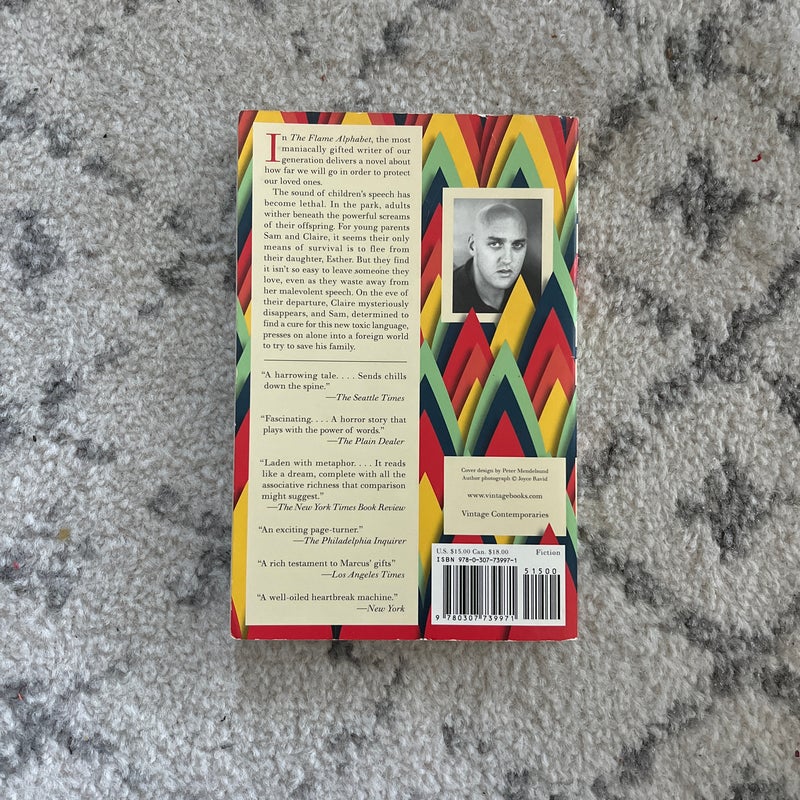 In The Flame Alphabet, the most
maniacally gifted writer of our
generation delivers a novel about
how far we will go in order to protect
our loved ones.
The sound of children's speech has
become lethal. In the park, adults
wither beneath the powerful screams
of their offspring. For young parents
Sam and Claire, it seems their only
means of survival is to flee from
their daughter, Esther. But they find
it isn't so easy to leave someone they
love, even as they waste away from
her malevolent speech. On the eve of
their departure, Claire mysteriously
disappears, and Sam, determined to
find a cure for this new toxic language,
presses on alone into a foreign world
to try to save his family.
“A harrowing tale. . . . Sends chills
down the spine.”
—The Seattle Times
“Fascinating. . . . A horror story that
plays with the power of words.”
—The Plain Dealer
“Laden with metaphor. . . . It reads
like a dream, complete with all the
associative richness that comparison
might suggest.”
—The New York Times Book Review
“An exciting page-turner.”
—The Philadelphia Inquirer
“A rich testament to Marcus' gifts”
—Los Angeles Times
“A well-oiled heartbreak machine.”
—New York
Cover design by Peter Mendelsund
Author photograph © Joyce Ravid
www.vintagebooks.com
Vintage Contemporaries
U.S. $15.00 Can. $18.00 Fiction
ISBN 978-0-307-73997-1
51500
9 780307 739971